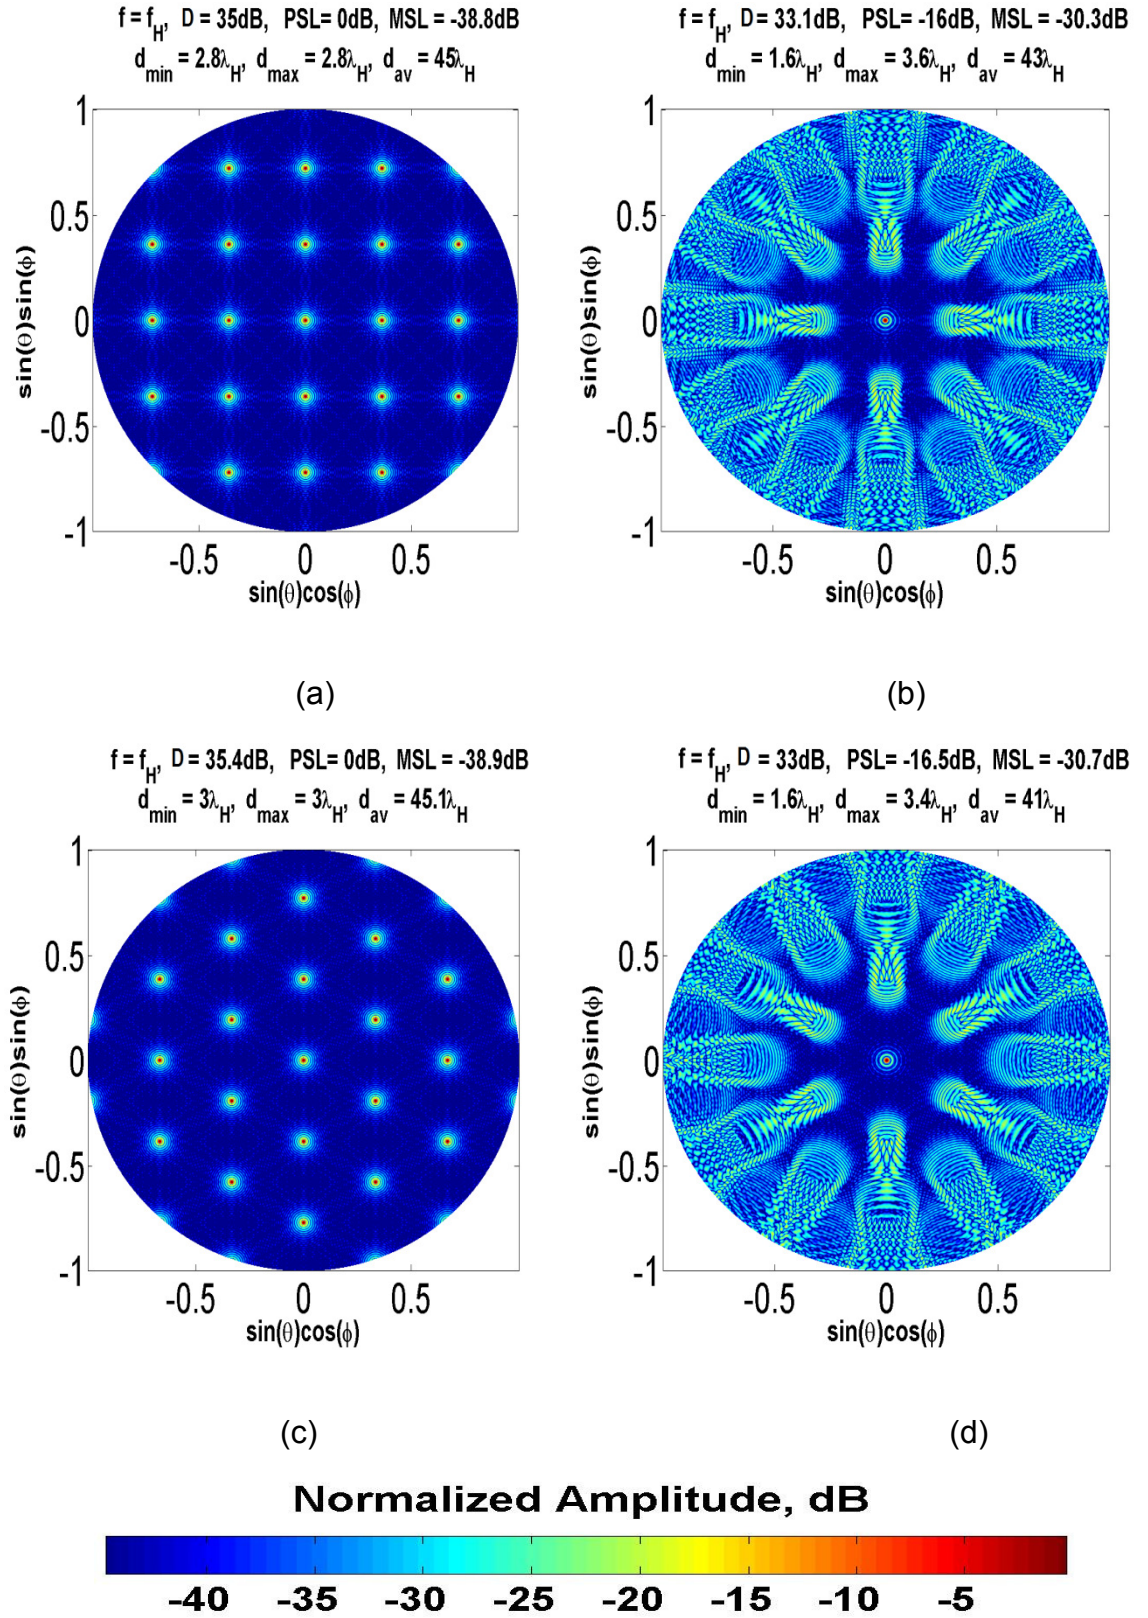 f = f_H, D = 35dB, PSL= 0dB, MSL = -38.8dB
d_min = 2.8λ_H, d_max = 2.8λ_H, d_av = 45λ_H
1
0.5
0
-0.5
-1
sin(θ)sin(ϕ)
-0.5 0 0.5
sin(θ)cos(ϕ)
(a)
f = f_H, D = 33.1dB, PSL = -16dB, MSL = -30.3dB
d_min = 1.6λ_H, d_max = 3.6λ_H, d_av = 43λ_H
1
0.5
0
-0.5
-1
sin(θ)sin(ϕ)
-0.5 0 0.5
sin(θ)cos(ϕ)
(b)
f = f_H, D = 35.4dB, PSL= 0dB, MSL = -38.9dB
d_min = 3λ_H, d_max = 3λ_H, d_av = 45.1λ_H
1
0.5
0
-0.5
-1
sin(θ)sin(ϕ)
-0.5 0 0.5
sin(θ)cos(ϕ)
(c)
f = f_H, D = 33dB, PSL= -16.5dB, MSL = -30.7dB
d_min = 1.6λ_H, d_max = 3.4λ_H, d_av = 41λ_H
1
0.5
0
-0.5
-1
sin(θ)sin(ϕ)
-0.5 0 0.5
sin(θ)cos(ϕ)
(d)
Normalized Amplitude, dB
-40 -35 -30 -25 -20 -15 -10 -5